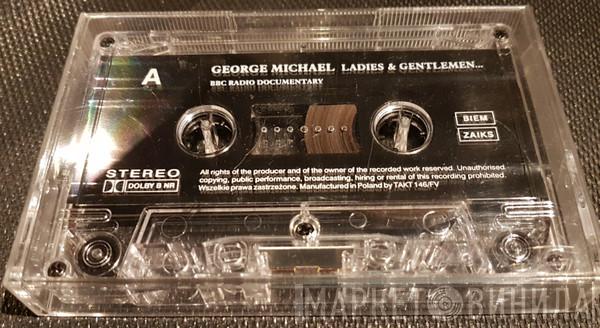 GEORGE MICHAEL LADIES & GENTLEMEN...
A
BBC RADIO DOCUMENTARY
BIEM
ZAIKS
STEREO
DOLBY B NR
All rights of the producer and of the owner of the recorded work reserved. Unauthorised
copying, public performance, broadcasting, hiring or rental of this recording prohibited.
Wszelkie prawa zastrzeżone. Manufactured in Poland by TAKT 146/FV
МАРКЕТ ВИНИЛА